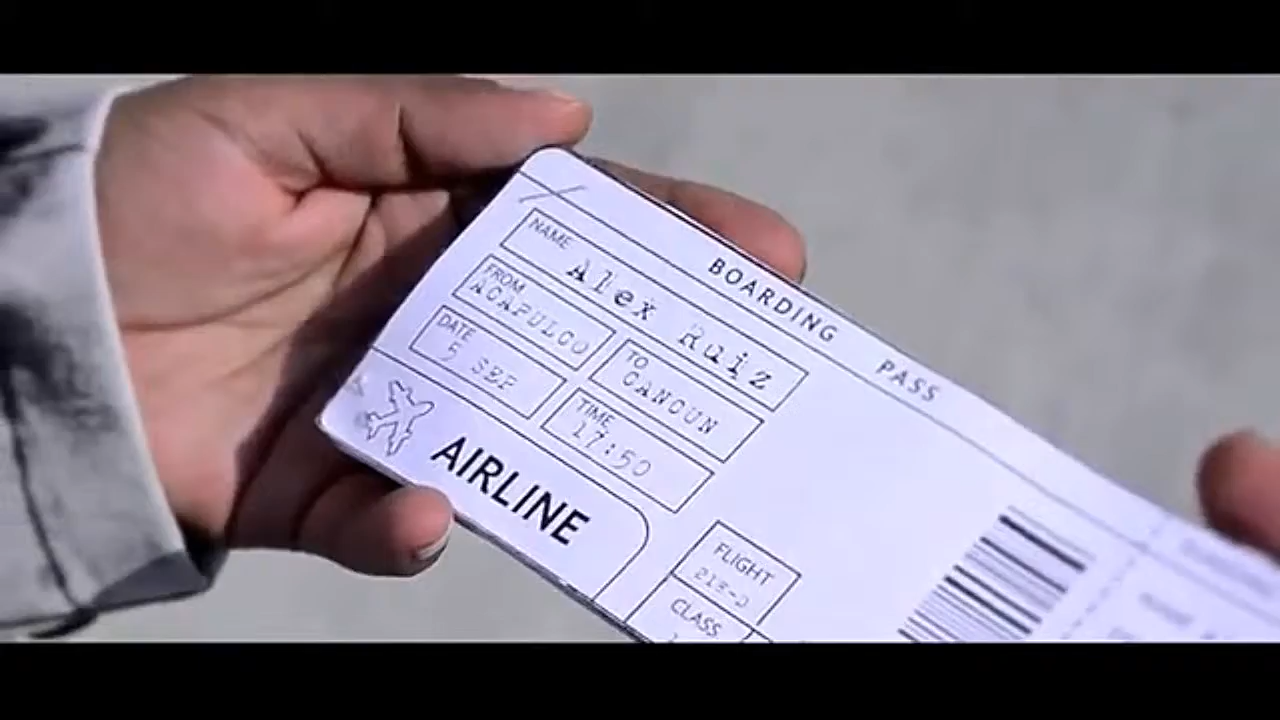 BOARDING PASS
NAME
Alex Ruiz
FROM
ACAPULCO
TO
CANCUN
DATE
5 SEP
TIME
17:50
AIRLINE
FLIGHT
CLASS